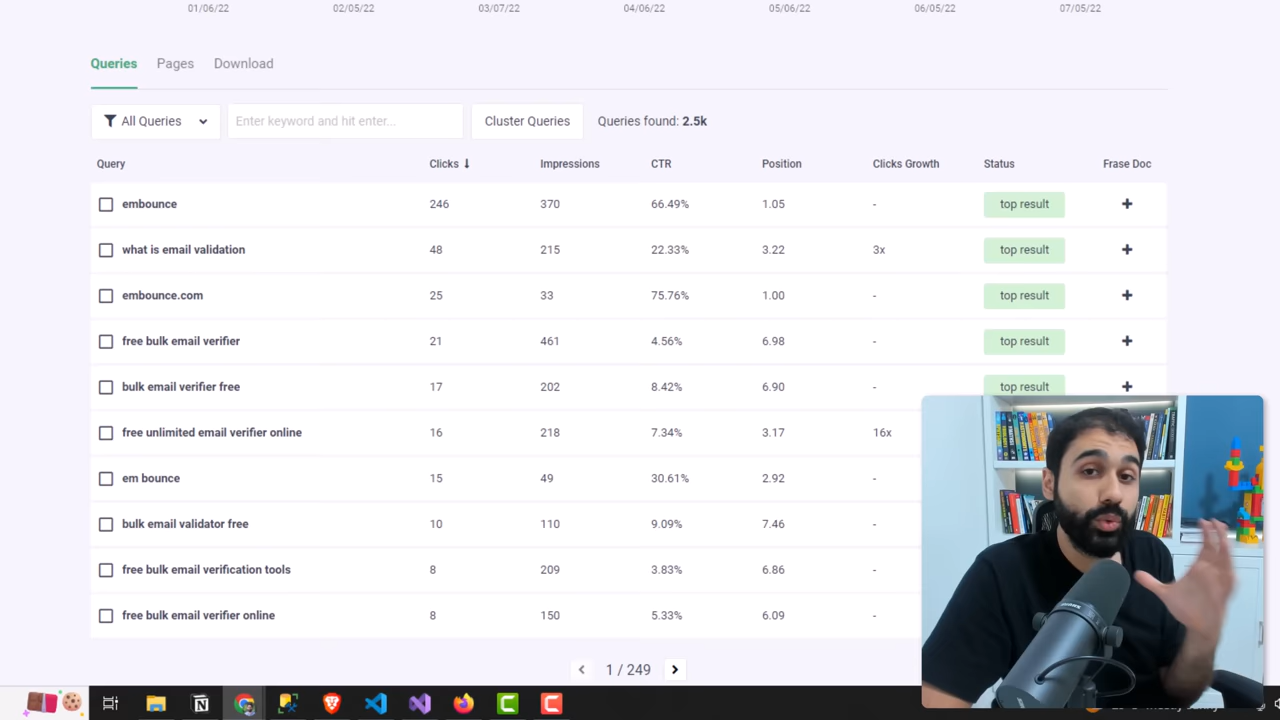 01/06/22 02/05/22 03/07/22 04/06/22 05/06/22 06/05/22 07/05/22
Queries Pages Download
All Queries Enter keyword and hit enter... Cluster Queries Queries found: 2.5k
Query Clicks Impressions CTR Position Clicks Growth Status Frase Doc
embounce 246 370 66.49% 1.05 - top result
what is email validation 48 215 22.33% 3.22 3x top result
embounce.com 25 33 75.76% 1.00 - top result
free bulk email verifier 21 461 4.56% 6.98 - top result
bulk email verifier free 17 202 8.42% 6.90 - top result
free unlimited email verifier online 16 218 7.34% 3.17 16x
em bounce 15 49 30.61% 2.92 -
bulk email validator free 10 110 9.09% 7.46 -
free bulk email verification tools 8 209 3.83% 6.86 -
free bulk email verifier online 8 150 5.33% 6.09 -
1 / 249